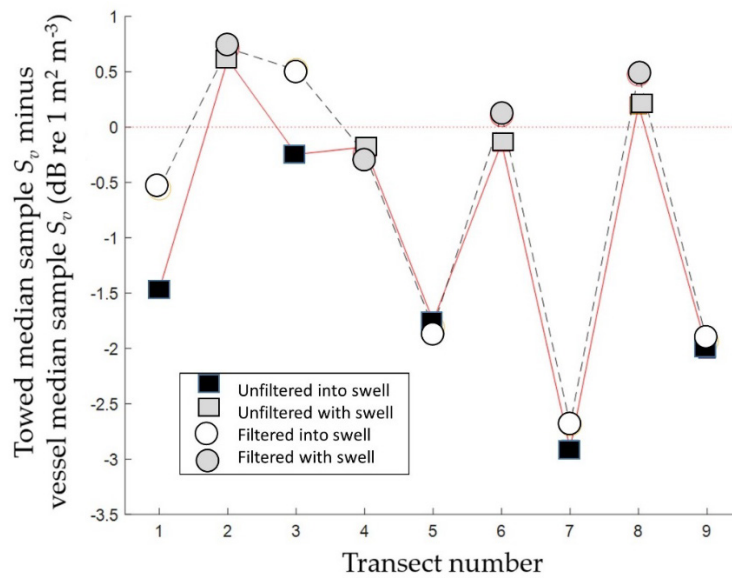 Towed median sample Sv minus
vessel median sample Sv (dB re 1 m² m⁻³)
1
0.5
0
-0.5
-1
-1.5
-2
-2.5
-3
-3.5
Unfiltered into swell
Unfiltered with swell
Filtered into swell
Filtered with swell
1 2 3 4 5 6 7 8 9
Transect number